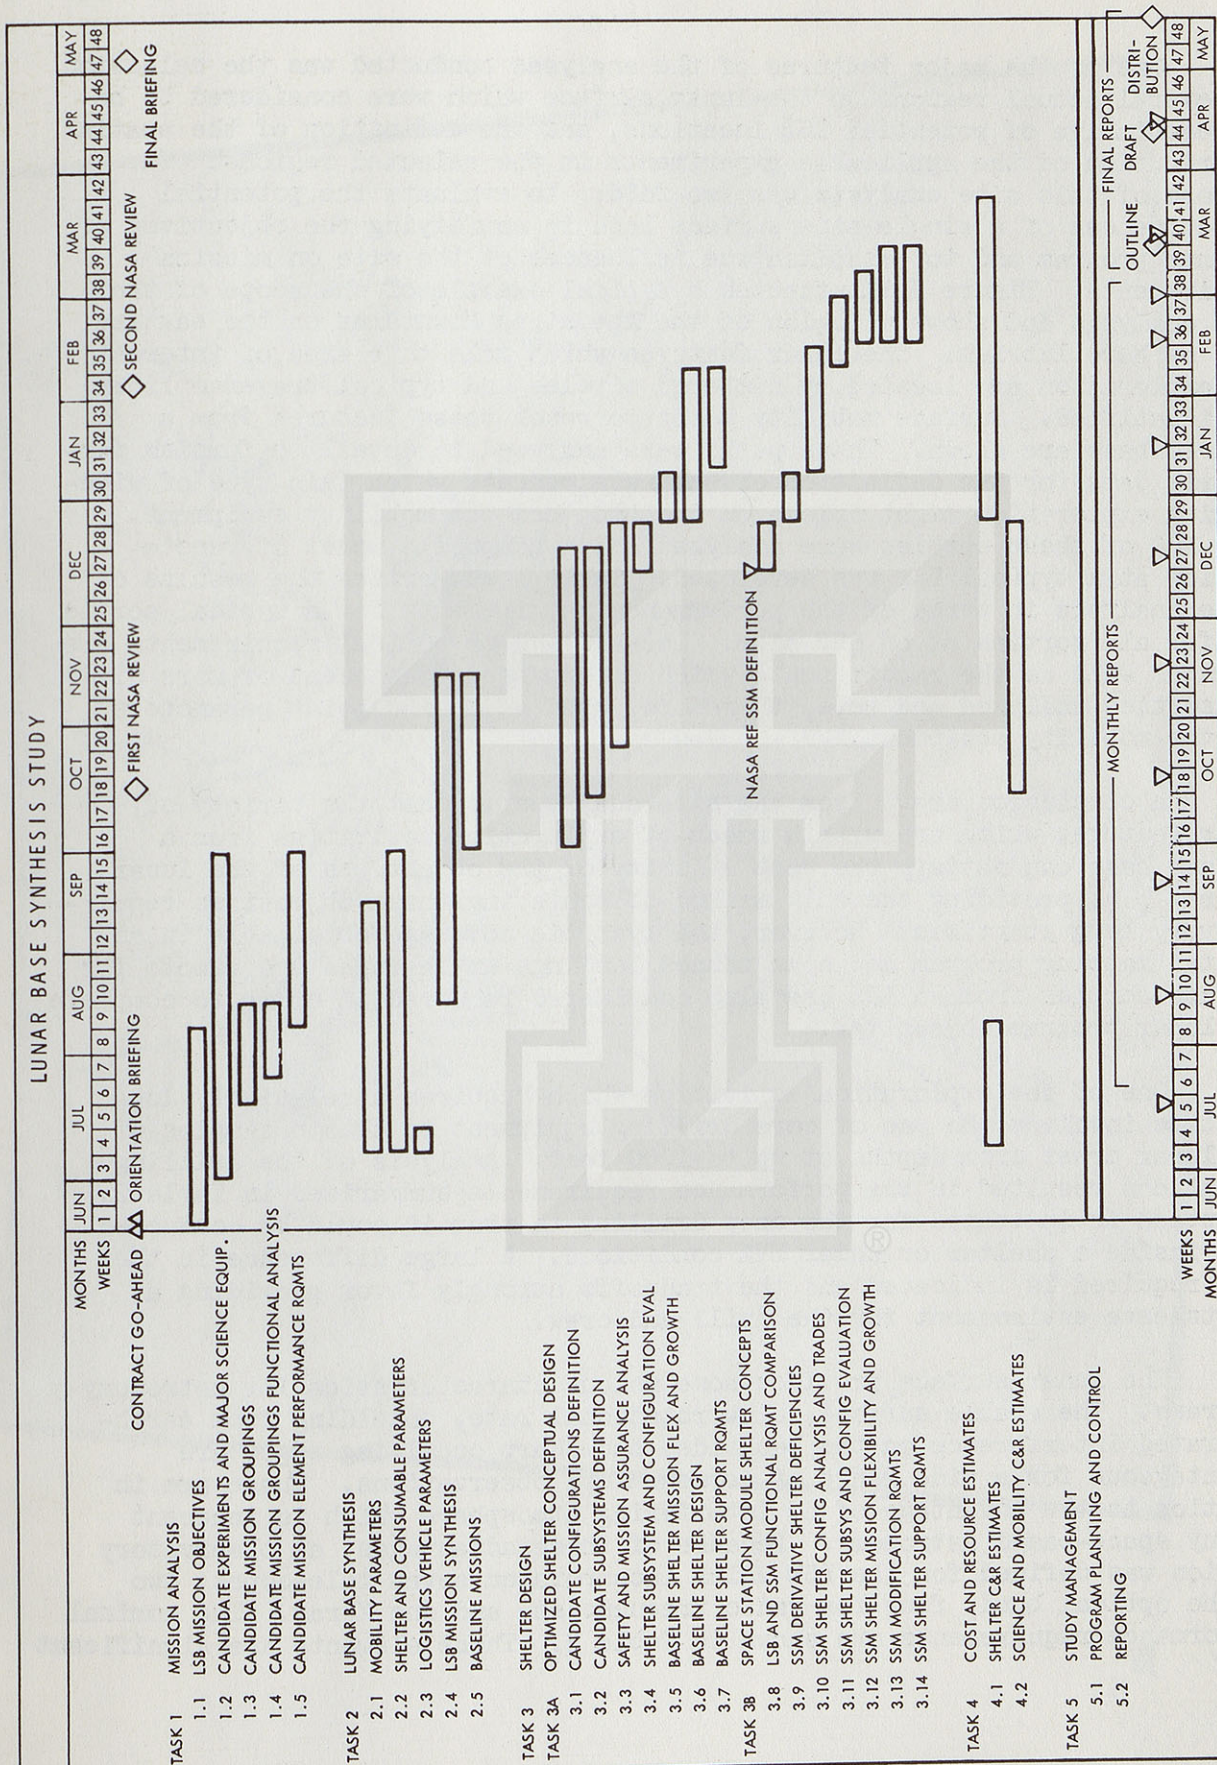 LUNAR BASE SYNTHESIS STUDY
MONTHS JUN JUL AUG SEP OCT NOV DEC JAN FEB MAR APR MAY
WEEKS 1 2 3 4 5 6 7 8 9 10 11 12 13 14 15 16 17 18 19 20 21 22 23 24 25 26 27 28 29 30 31 32 33 34 35 36 37 38 39 40 41 42 43 44 45 46 47 48
CONTRACT GO-AHEAD ORIENTATION BRIEFING FIRST NASA REVIEW SECOND NASA REVIEW
FINAL BRIEFING
TASK 1 MISSION ANALYSIS
1.1 LSB MISSION OBJECTIVES
1.2 CANDIDATE EXPERIMENTS AND MAJOR SCIENCE EQUIP.
1.3 CANDIDATE MISSION GROUPINGS
1.4 CANDIDATE MISSION GROUPINGS FUNCTIONAL ANALYSIS
1.5 CANDIDATE MISSION ELEMENT PERFORMANCE RQMTS
TASK 2 LUNAR BASE SYNTHESIS
2.1 MOBILITY PARAMETERS
2.2 SHELTER AND CONSUMABLE PARAMETERS
2.3 LOGISTICS VEHICLE PARAMETERS
2.4 LSB MISSION SYNTHESIS
2.5 BASELINE MISSIONS
TASK 3 SHELTER DESIGN
TASK 3A OPTIMIZED SHELTER CONCEPTUAL DESIGN
3.1 CANDIDATE CONFIGURATIONS DEFINITION
3.2 CANDIDATE SUBSYSTEMS DEFINITION
3.3 SAFETY AND MISSION ASSURANCE ANALYSIS
3.4 SHELTER SUBSYSTEM AND CONFIGURATION EVAL
3.5 BASELINE SHELTER MISSION FLEX AND GROWTH
3.6 BASELINE SHELTER DESIGN
3.7 BASELINE SHELTER SUPPORT RQMTS
TASK 3B SPACE STATION MODULE SHELTER CONCEPTS
NASA REF SSM DEFINITION
3.8 LSB AND SSM FUNCTIONAL RQMT COMPARISON
3.9 SSM DERIVATIVE SHELTER DEFICIENCIES
3.10 SSM SHELTER CONFIG ANALYSIS AND TRADES
3.11 SSM SHELTER SUBSYS AND CONFIG EVALUATION
3.12 SSM SHELTER MISSION FLEXIBILITY AND GROWTH
3.13 SSM MODIFICATION RQMTS
3.14 SSM SHELTER SUPPORT RQMTS
®
TASK 4 COST AND RESOURCE ESTIMATES
4.1 SHELTER C&R ESTIMATES
4.2 SCIENCE AND MOBILITY C&R ESTIMATES
TASK 5 STUDY MANAGEMENT
5.1 PROGRAM PLANNING AND CONTROL
5.2 REPORTING
MONTHLY REPORTS FINAL REPORTS
OUTLINE DRAFT DISTRI-
BUTION
WEEKS 1 2 3 4 5 6 7 8 9 10 11 12 13 14 15 16 17 18 19 20 21 22 23 24 25 26 27 28 29 30 31 32 33 34 35 36 37 38 39 40 41 42 43 44 45 46 47 48
MONTHS JUN JUL AUG SEP OCT NOV DEC JAN FEB MAR APR MAY